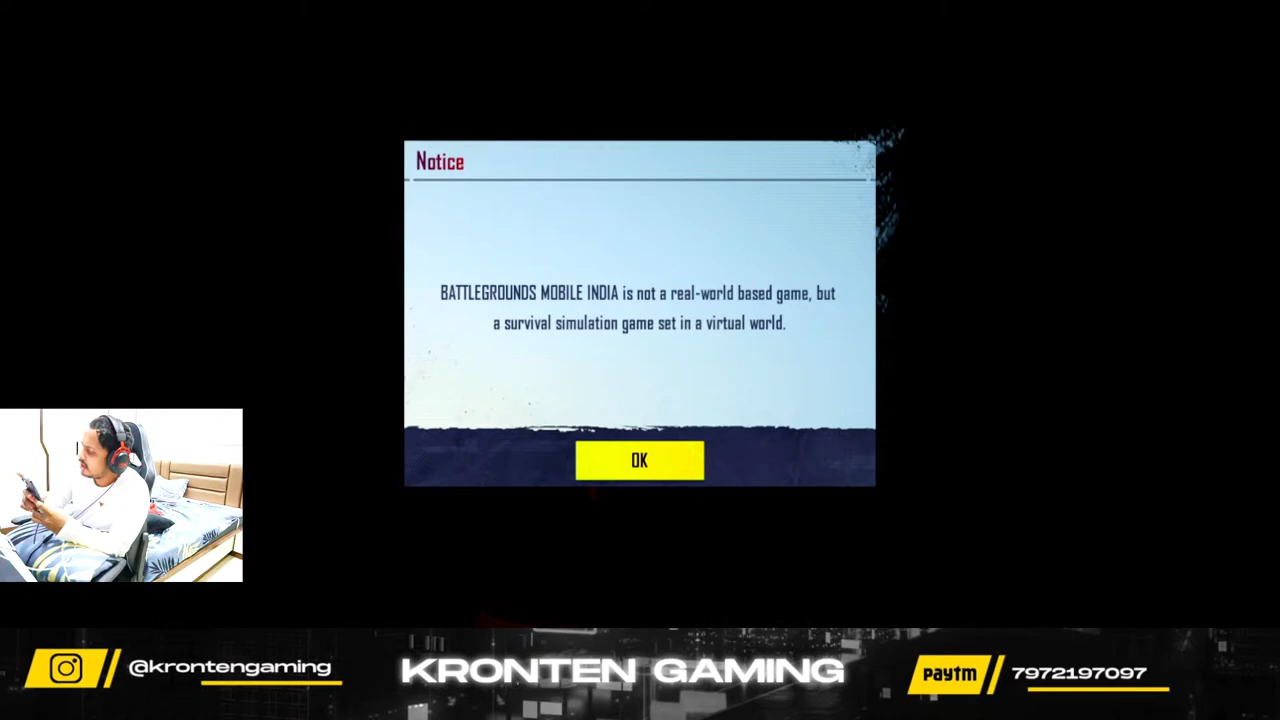 Notice
BATTLEGROUNDS MOBILE INDIA is not a real-world based game, but
a survival simulation game set in a virtual world.
OK
@krontengaming
KRONTEN GAMING
paytm
7972197097